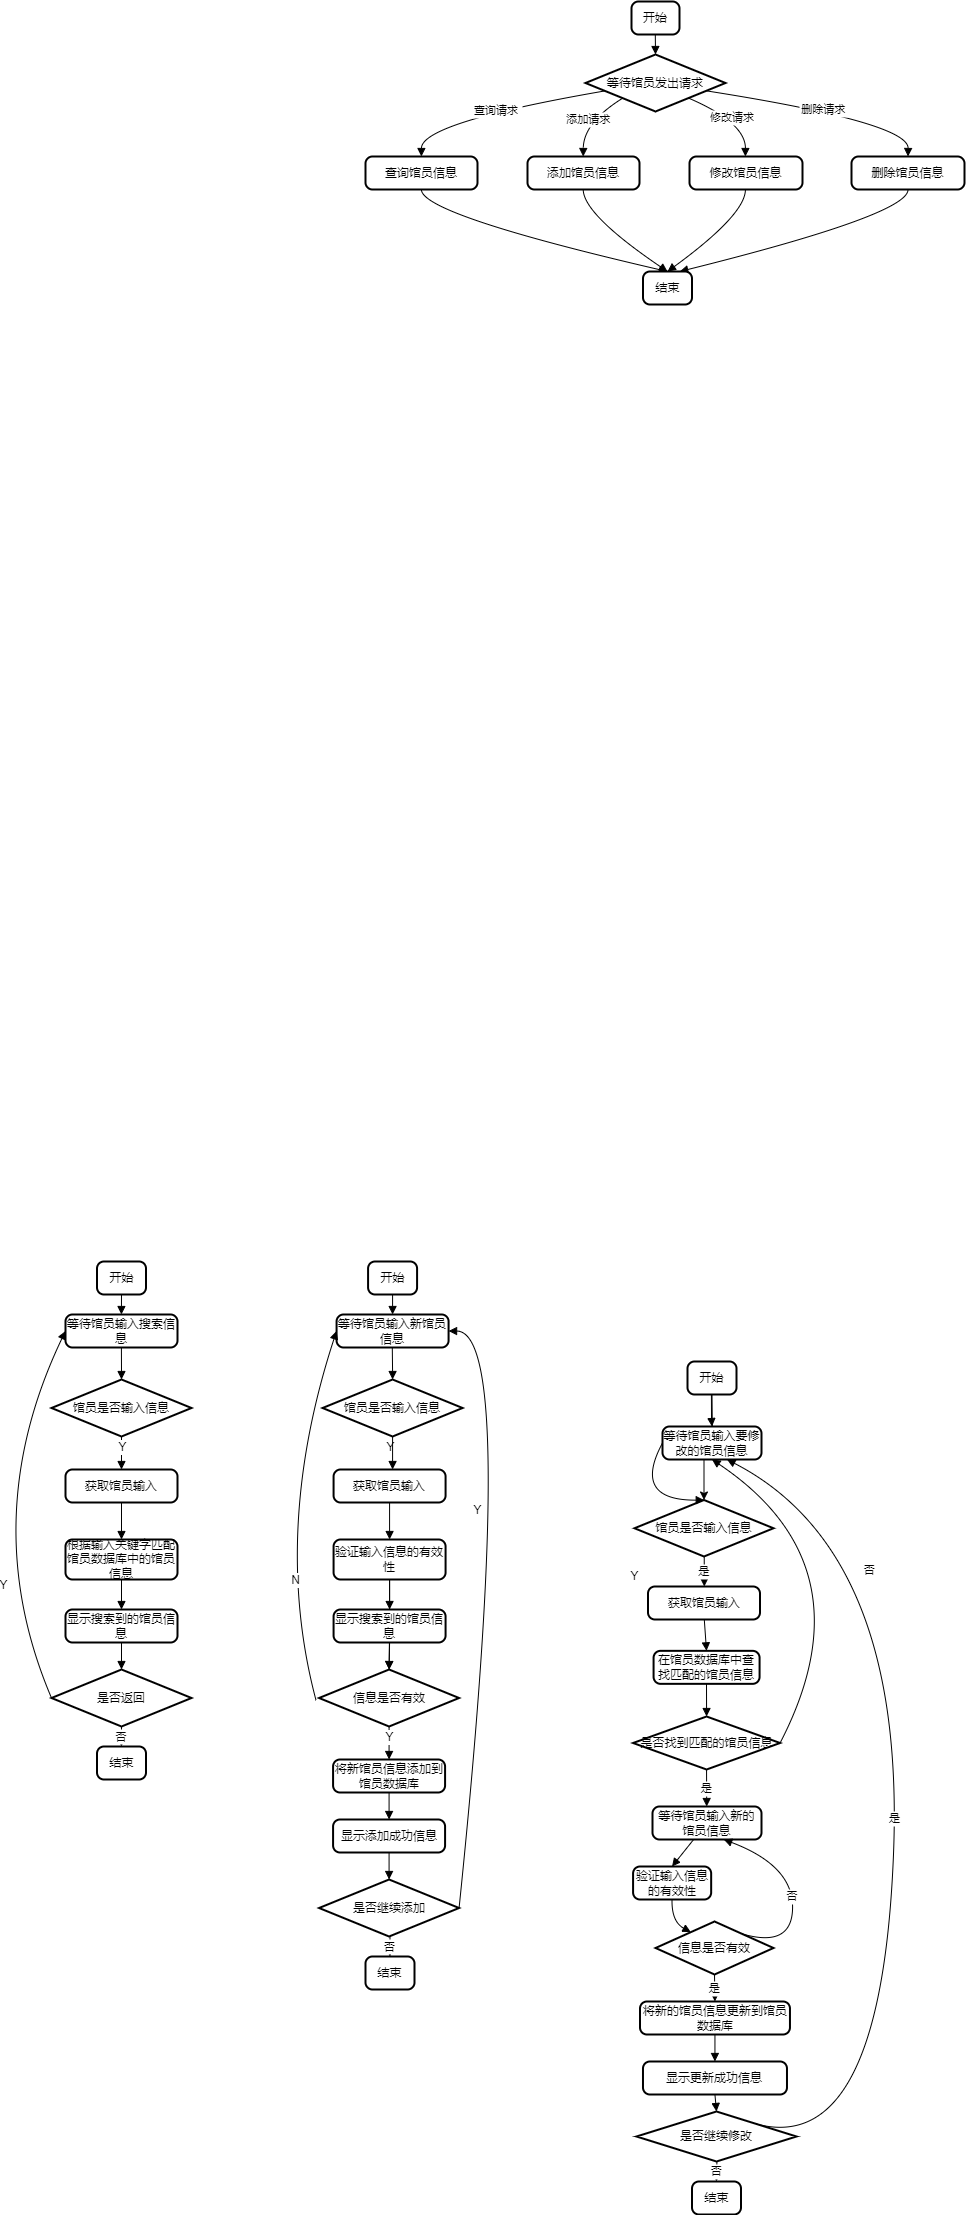 开始
等待馆员发出请求
查询请求
添加请求
修改请求
删除请求
查询馆员信息
添加馆员信息
修改馆员信息
删除馆员信息
结束
开始
等待馆员输入搜索信
息
馆员是否输入信息
Y
获取馆员输入
根据输入关键字匹配
馆员数据库中的馆员
信息
Y
显示搜索到的馆员信
息
是否返回
否
结束
开始
等待馆员输入新馆员
信息
馆员是否输入信息
Y
获取馆员输入
Y
验证输入信息的有效
性
N
显示搜索到的馆员信
息
信息是否有效
Y
将新馆员信息添加到
馆员数据库
显示添加成功信息
是否继续添加
否
结束
开始
等待馆员输入要修
改的馆员信息
馆员是否输入信息
是
Y
否
获取馆员输入
在馆员数据库中查
找匹配的馆员信息
是否找到匹配的馆员信息
是
等待馆员输入新的
馆员信息
是
验证输入信息
的有效性
否
信息是否有效
是
将新的馆员信息更新到馆员
数据库
显示更新成功信息
是否继续修改
否
结束